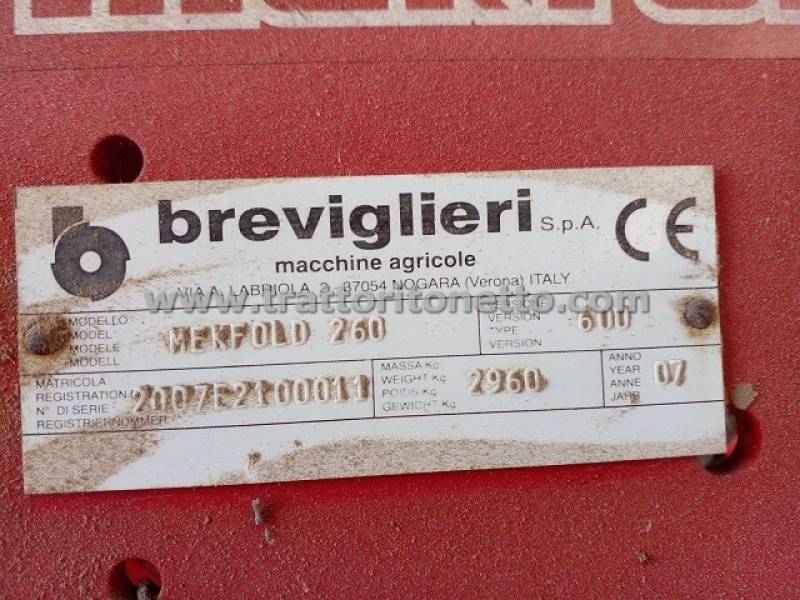 breviglieri S.p.A. CE
macchine agricole
VIA A. LABRIOLA, 3 - 37054 NOGARA (Verona) ITALY
www.trattoritonetto.com
MODELLO
MODEL
MODELE
MODELL
MEKFOLD 260
VERSIONE
VERSION
TYPE
VERSION
600
MATRICOLA
REGISTRATION
N° DI SERIE
REGISTRIERNUMMER
2007E2100011
MASSA Kg
WEIGHT Kg
POIDS Kg
GEWICHT Kg
2960
ANNO
YEAR
ANNE
JAHR
07